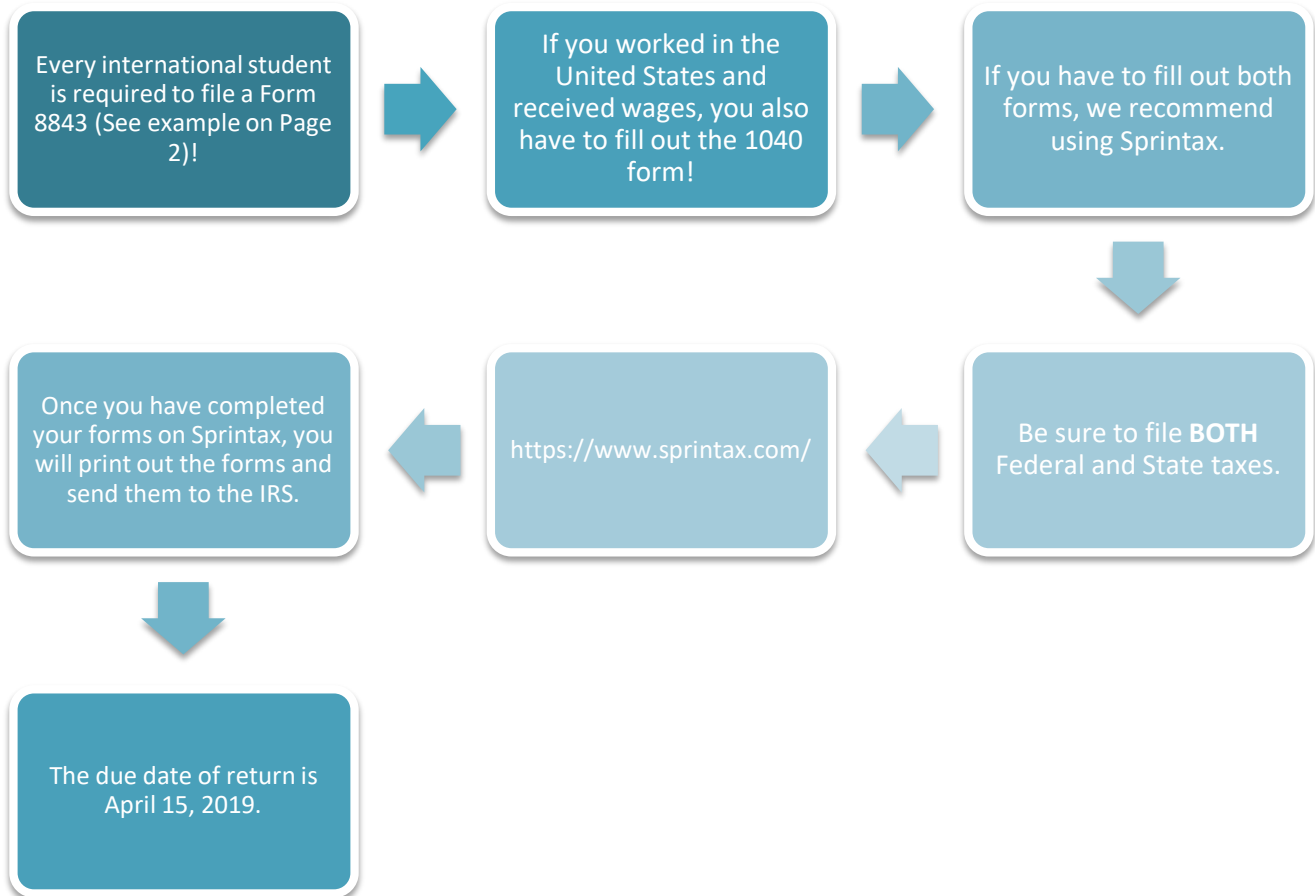 Every international student
is required to file a Form
8843 (See example on Page
2)!
If you worked in the
United States and
received wages, you also
have to fill out the 1040
form!
If you have to fill out both
forms, we recommend
using Sprintax.
Be sure to file BOTH
Federal and State taxes.
https://www.sprintax.com/
Once you have completed
your forms on Sprintax, you
will print out the forms and
send them to the IRS.
The due date of return is
April 15, 2019.